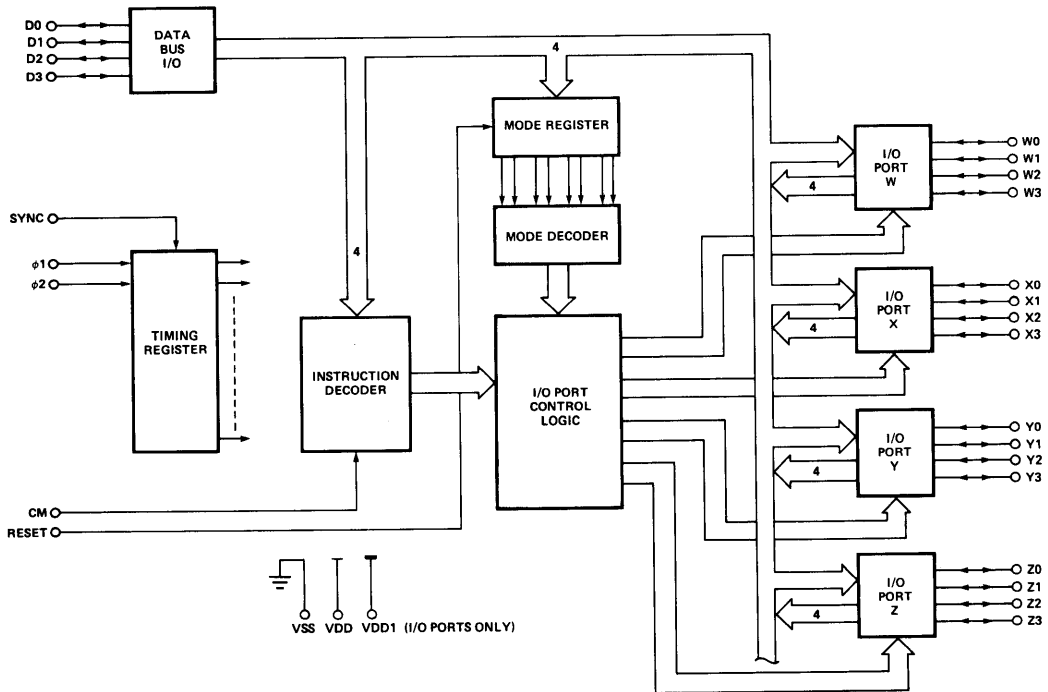 D0
D1
D2
D3
DATA
BUS
I/O
4
MODE REGISTER
MODE DECODER
SYNC
ϕ1
ϕ2
TIMING
REGISTER
4
INSTRUCTION
DECODER
I/O PORT
CONTROL
LOGIC
I/O
PORT
W
4
W0
W1
W2
W3
I/O
PORT
X
4
X0
X1
X2
X3
I/O
PORT
Y
4
Y0
Y1
Y2
Y3
I/O
PORT
Z
4
Z0
Z1
Z2
Z3
CM
RESET
VSS VDD VDD1 (I/O PORTS ONLY)